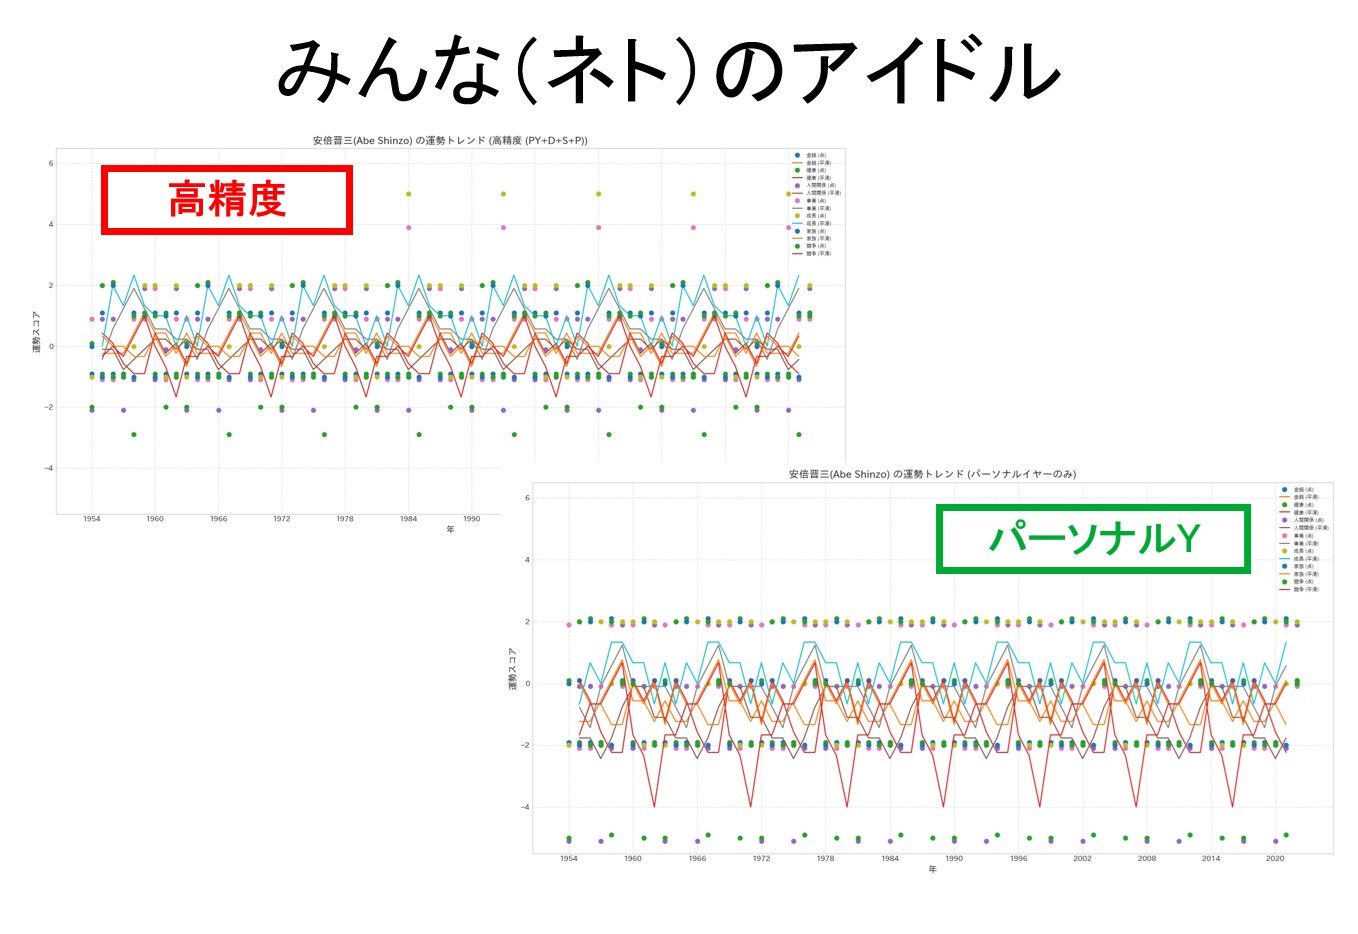 みんな(ネト)のアイドル
安倍晋三(Abe Shinzo) の運勢トレンド (高精度 (PY+D+S+P))
高精度
運勢スコア
6
4
2
0
−2
−4
1954
1960
1966
1972
1978
1984
1990
年
金銭 (点)
金銭 (平滑)
健康 (点)
健康 (平滑)
人間関係 (点)
人間関係 (平滑)
事業 (点)
事業 (平滑)
成長 (点)
成長 (平滑)
家族 (点)
家族 (平滑)
競争 (点)
競争 (平滑)
安倍晋三(Abe Shinzo) の運勢トレンド (パーソナルイヤーのみ)
パーソナルY
運勢スコア
6
4
2
0
−2
−4
1954
1960
1966
1972
1978
1984
1990
1996
2002
2008
2014
2020
年
金銭 (点)
金銭 (平滑)
健康 (点)
健康 (平滑)
人間関係 (点)
人間関係 (平滑)
事業 (点)
事業 (平滑)
成長 (点)
成長 (平滑)
家族 (点)
家族 (平滑)
競争 (点)
競争 (平滑)